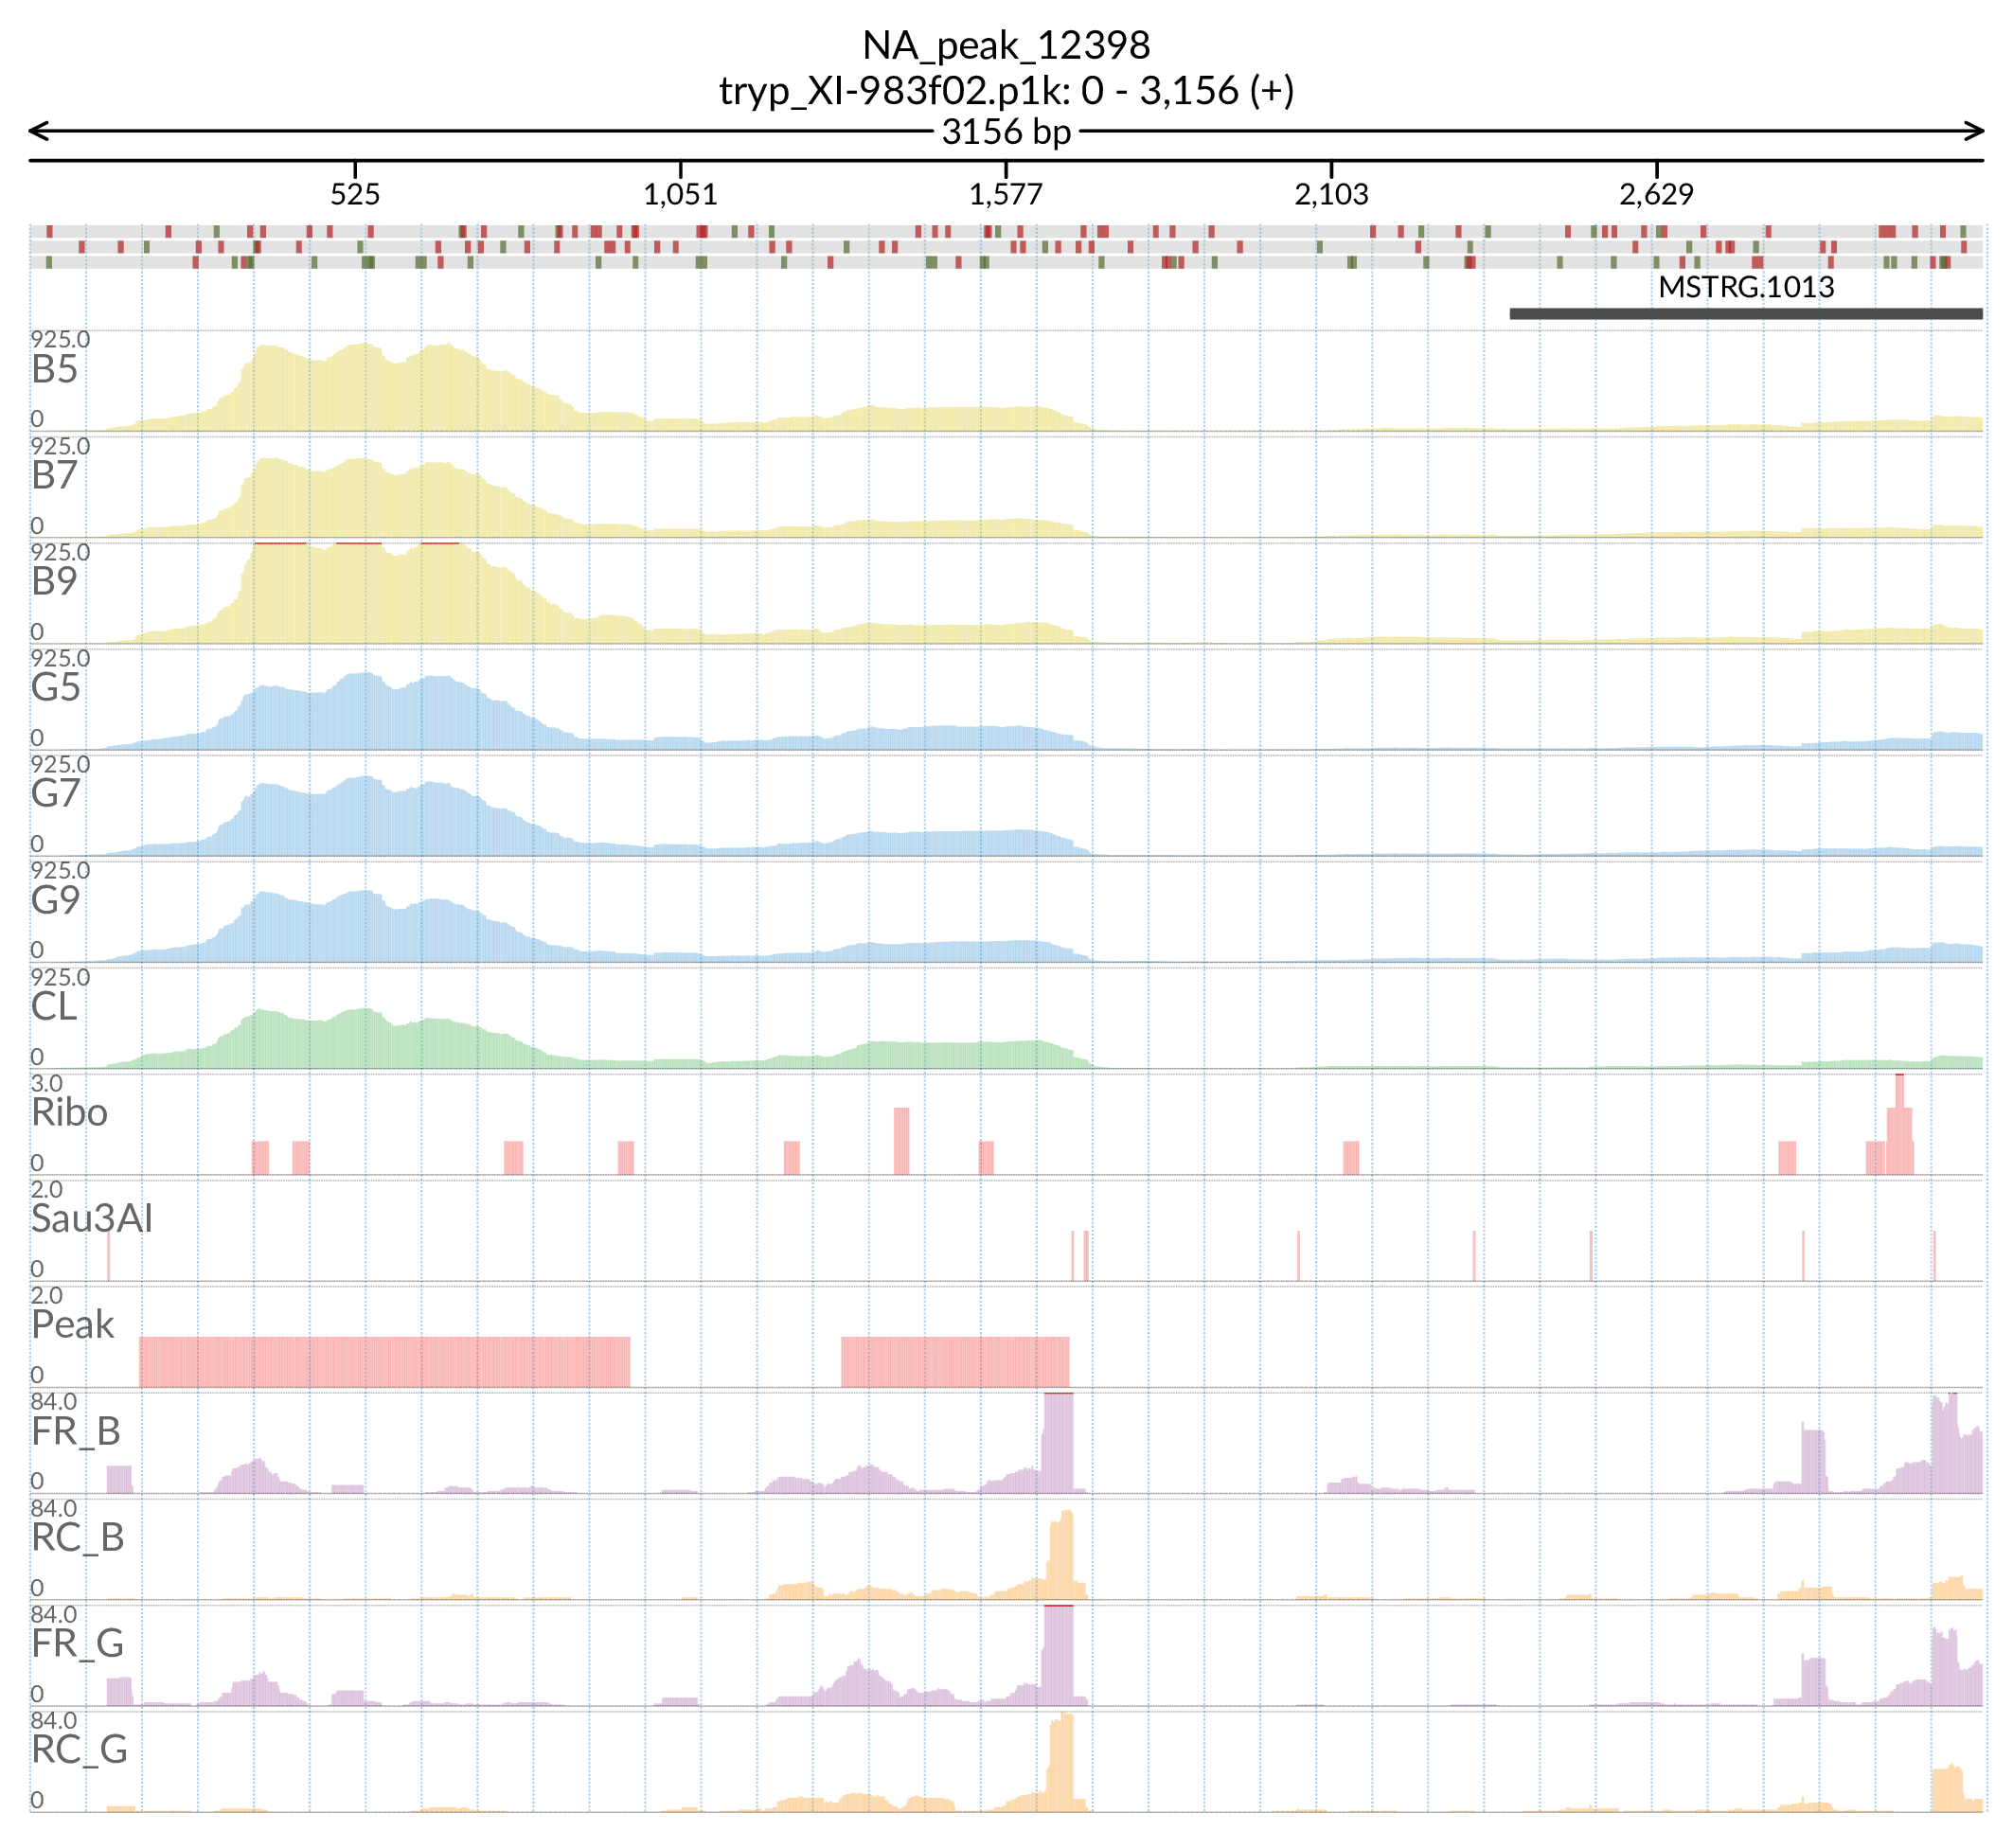 NA_peak_12398
tryp_XI-983f02.p1k: 0 - 3,156 (+)
3156 bp
525 1,051 1,577 2,103 2,629
MSTRG.1013
925.0
B5
0
925.0
B7
0
925.0
B9
0
925.0
G5
0
925.0
G7
0
925.0
G9
0
925.0
CL
0
3.0
Ribo
0
2.0
Sau3AI
0
2.0
Peak
0
84.0
FR_B
0
84.0
RC_B
0
84.0
FR_G
0
84.0
RC_G
0